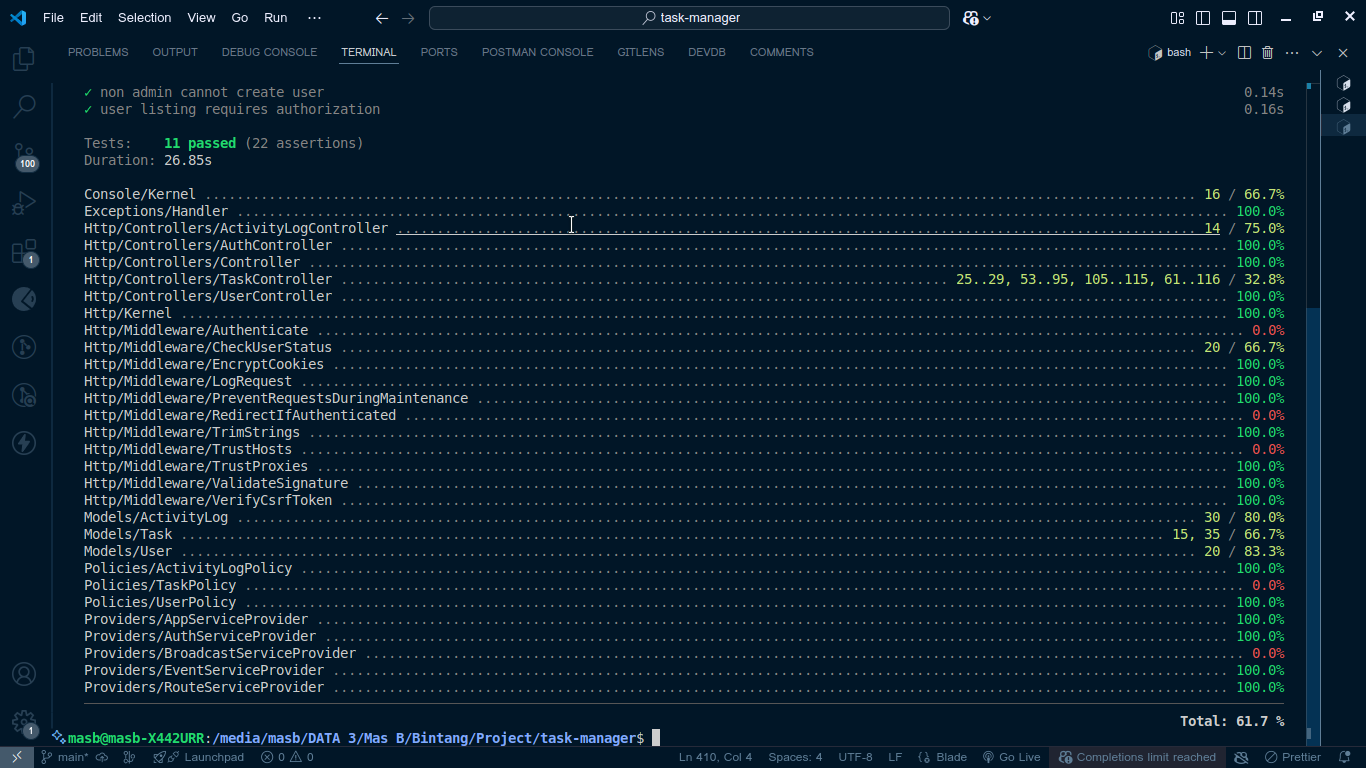 File Edit Selection View Go Run ··· task-manager
PROBLEMS OUTPUT DEBUG CONSOLE TERMINAL PORTS POSTMAN CONSOLE GITLENS DEVDB COMMENTS bash
✓ non admin cannot create user 0.14s
✓ user listing requires authorization 0.16s
Tests: 11 passed (22 assertions)
Duration: 26.85s
Console/Kernel 16 / 66.7%
Exceptions/Handler 100.0%
Http/Controllers/ActivityLogController 14 / 75.0%
Http/Controllers/AuthController 100.0%
Http/Controllers/Controller 100.0%
Http/Controllers/TaskController 25..29, 53..95, 105..115, 61..116 / 32.8%
Http/Controllers/UserController 100.0%
Http/Kernel 100.0%
Http/Middleware/Authenticate 0.0%
Http/Middleware/CheckUserStatus 20 / 66.7%
Http/Middleware/EncryptCookies 100.0%
Http/Middleware/LogRequest 100.0%
Http/Middleware/PreventRequestsDuringMaintenance 100.0%
Http/Middleware/RedirectIfAuthenticated 0.0%
Http/Middleware/TrimStrings 100.0%
Http/Middleware/TrustHosts 0.0%
Http/Middleware/TrustProxies 100.0%
Http/Middleware/ValidateSignature 100.0%
Http/Middleware/VerifyCsrfToken 100.0%
Models/ActivityLog 30 / 80.0%
Models/Task 15, 35 / 66.7%
Models/User 20 / 83.3%
Policies/ActivityLogPolicy 100.0%
Policies/TaskPolicy 0.0%
Policies/UserPolicy 100.0%
Providers/AppServiceProvider 100.0%
Providers/AuthServiceProvider 100.0%
Providers/BroadcastServiceProvider 0.0%
Providers/EventServiceProvider 100.0%
Providers/RouteServiceProvider 100.0%
Total: 61.7 %
masb@masb-X442URR:/media/masb/DATA 3/Mas B/Bintang/Project/task-manager$
100
1
1
main* Launchpad 0 0 Ln 410, Col 4 Spaces: 4 UTF-8 LF Blade Go Live Completions limit reached Prettier